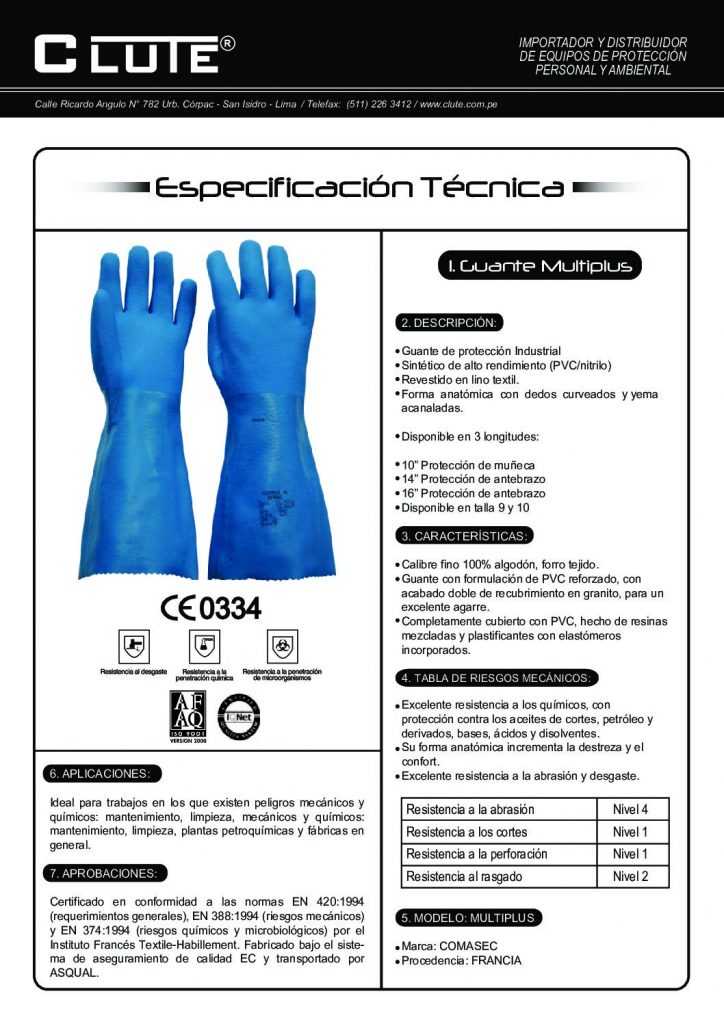 CLUTE®
IMPORTADOR Y DISTRIBUIDOR
DE EQUIPOS DE PROTECCIÓN
PERSONAL Y AMBIENTAL
Calle Ricardo Angulo N° 782 Urb. Córpac - San Isidro - Lima / Telefax: (511) 226 3412 / www.clute.com.pe
Especificación Técnica
1. Guante Multiplus
2. DESCRIPCIÓN:
•Guante de protección Industrial
•Sintético de alto rendimiento (PVC/nitrilo)
•Revestido en lino textil.
•Forma anatómica con dedos curveados y yema
acanaladas.
•Disponible en 3 longitudes:
•10” Protección de muñeca
•14” Protección de antebrazo
•16” Protección de antebrazo
•Disponible en talla 9 y 10
3. CARACTERÍSTICAS:
•Calibre fino 100% algodón, forro tejido.
•Guante con formulación de PVC reforzado, con
acabado doble de recubrimiento en granito, para un
excelente agarre.
•Completamente cubierto con PVC, hecho de resinas
mezcladas y plastificantes con elastómeros
incorporados.
4. TABLA DE RIESGOS MECÁNICOS:
•Excelente resistencia a los químicos, con
protección contra los aceites de cortes, petróleo y
derivados, bases, ácidos y disolventes.
•Su forma anatómica incrementa la destreza y el
confort.
•Excelente resistencia a la abrasión y desgaste.
Resistencia a la abrasión Nivel 4
Resistencia a los cortes Nivel 1
Resistencia a la perforación Nivel 1
Resistencia al rasgado Nivel 2
5. MODELO: MULTIPLUS
•Marca: COMASEC
•Procedencia: FRANCIA
CE 0334
CE 0334
Resistencia al desgaste
Resistencia a la
penetración química
Resistencia a la penetración
de microorganismos
AF
AQ
ISO 9001
VERSION 2000
IQNet
6. APLICACIONES:
Ideal para trabajos en los que existen peligros mecánicos y
químicos: mantenimiento, limpieza, mecánicos y químicos:
mantenimiento, limpieza, plantas petroquímicas y fábricas en
general.
7. APROBACIONES:
Certificado en conformidad a las normas EN 420:1994
(requerimientos generales), EN 388:1994 (riesgos mecánicos)
y EN 374:1994 (riesgos químicos y microbiológicos) por el
Instituto Francés Textile-Habillement. Fabricado bajo el siste-
ma de aseguramiento de calidad EC y transportado por
ASQUAL.